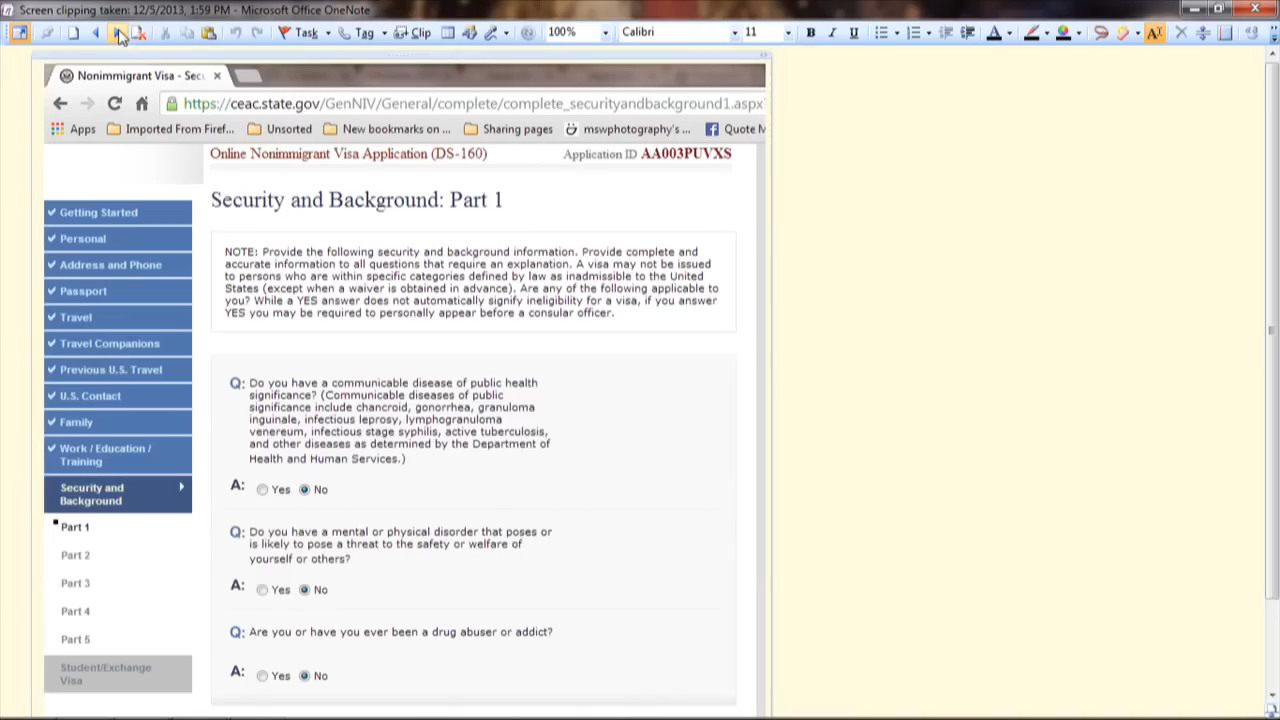 Screen clipping taken: 12/5/2013, 1:59 PM - Microsoft Office OneNote
Task Tag Clip 100% Calibri 11 B I U A A
Nonimmigrant Visa - Secu
https://ceac.state.gov/GenNIV/General/complete/complete_securityandbackground1.aspx
Apps Imported From Firef... Unsorted New bookmarks on ... Sharing pages mswphotography's ... Quote M
Online Nonimmigrant Visa Application (DS-160) Application ID AA003PUVXS
Security and Background: Part 1
Getting Started
Personal
Address and Phone
Passport
Travel
Travel Companions
Previous U.S. Travel
U.S. Contact
Family
Work / Education /
Training
Security and
Background
Part 1
Part 2
Part 3
Part 4
Part 5
Student/Exchange
Visa
NOTE: Provide the following security and background information. Provide complete and
accurate information to all questions that require an explanation. A visa may not be issued
to persons who are within specific categories defined by law as inadmissible to the United
States (except when a waiver is obtained in advance). Are any of the following applicable to
you? While a YES answer does not automatically signify ineligibility for a visa, if you answer
YES you may be required to personally appear before a consular officer.
Q: Do you have a communicable disease of public health
significance? (Communicable diseases of public
significance include chancroid, gonorrhea, granuloma
inguinale, infectious leprosy, lymphogranuloma
venereum, infectious stage syphilis, active tuberculosis,
and other diseases as determined by the Department of
Health and Human Services.)
A: Yes No
Q: Do you have a mental or physical disorder that poses or
is likely to pose a threat to the safety or welfare of
yourself or others?
A: Yes No
Q: Are you or have you ever been a drug abuser or addict?
A: Yes No